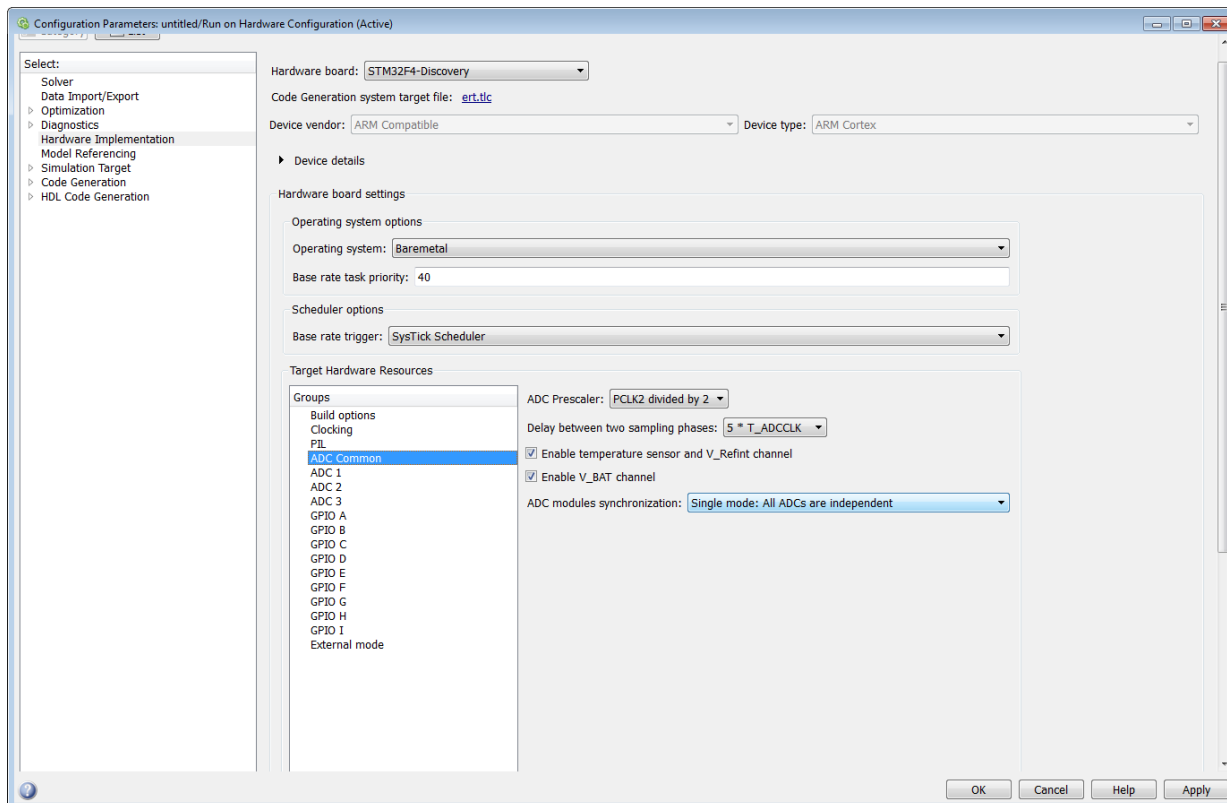 Configuration Parameters: untitled/Run on Hardware Configuration (Active)
Select:
Solver
Data Import/Export
Optimization
Diagnostics
Hardware Implementation
Model Referencing
Simulation Target
Code Generation
HDL Code Generation
Hardware board: STM32F4-Discovery
Code Generation system target file: ert.tlc
Device vendor: ARM Compatible Device type: ARM Cortex
Device details
Hardware board settings
Operating system options
Operating system: Baremetal
Base rate task priority: 40
Scheduler options
Base rate trigger: SysTick Scheduler
Target Hardware Resources
Groups
Build options
Clocking
PIL
ADC Common
ADC 1
ADC 2
ADC 3
GPIO A
GPIO B
GPIO C
GPIO D
GPIO E
GPIO F
GPIO G
GPIO H
GPIO I
External mode
ADC Prescaler: PCLK2 divided by 2
Delay between two sampling phases: 5 * T_ADCCLK
Enable temperature sensor and V_Refint channel
Enable V_BAT channel
ADC modules synchronization: Single mode: All ADCs are independent
OK Cancel Help Apply